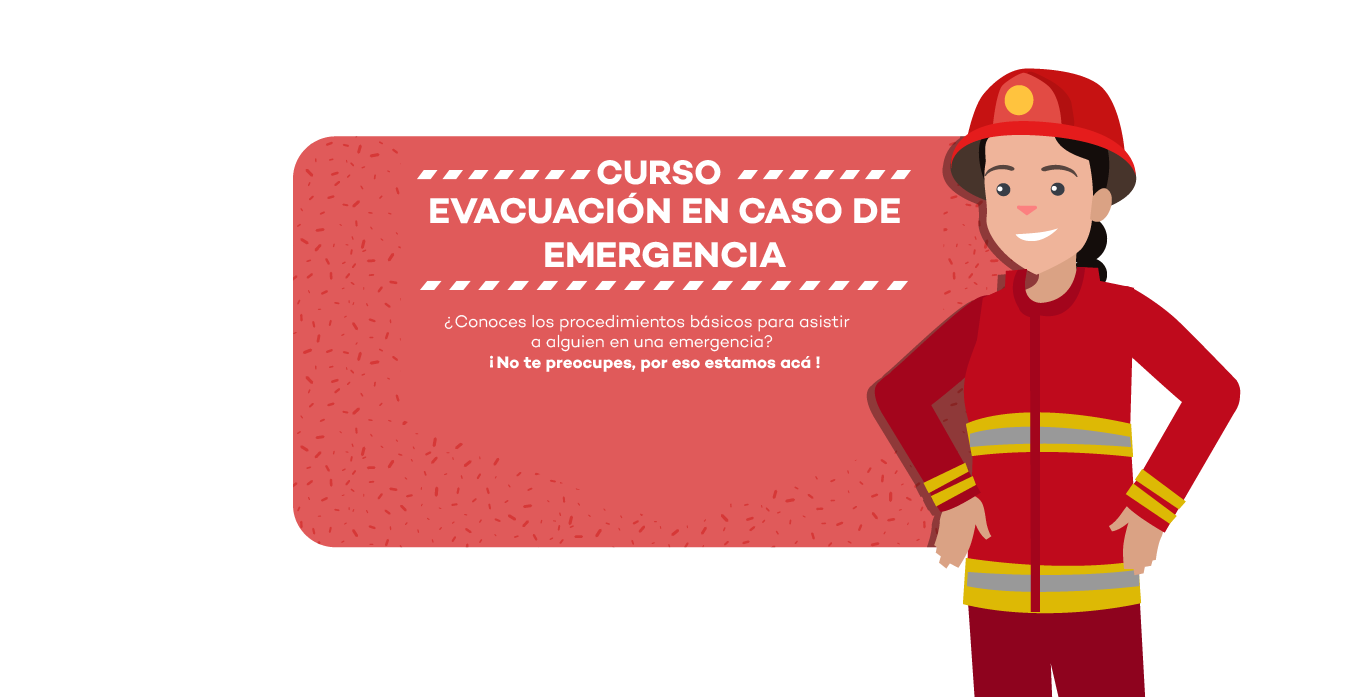 CURSO
EVACUACIÓN EN CASO DE
EMERGENCIA
¿Conoces los procedimientos básicos para asistir
a alguien en una emergencia?
¡No te preocupes, por eso estamos acá !